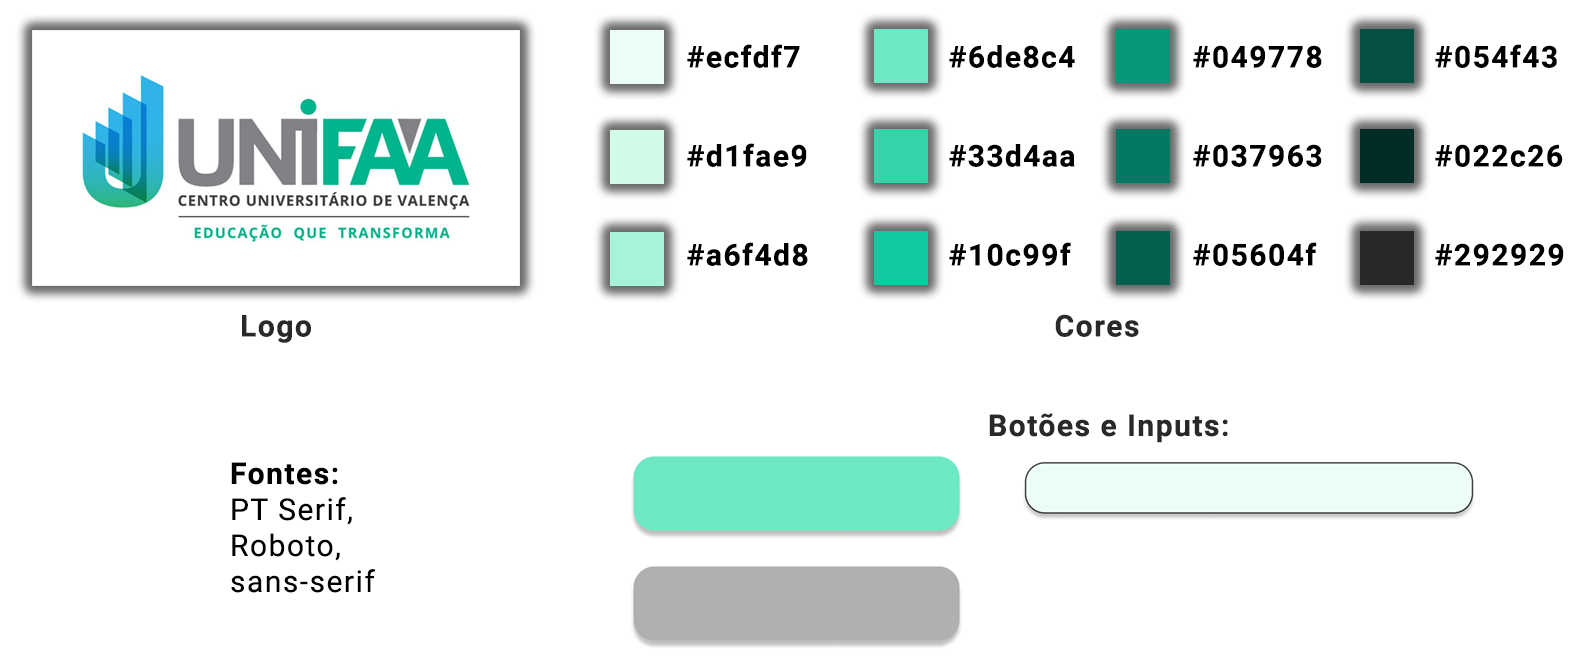 UNIFAA
CENTRO UNIVERSITÁRIO DE VALENÇA
EDUCAÇÃO QUE TRANSFORMA
Logo
#ecfdf7
#6de8c4
#049778
#054f43
#d1fae9
#33d4aa
#037963
#022c26
#a6f4d8
#10c99f
#05604f
#292929
Cores
Fontes:
PT Serif,
Roboto,
sans-serif
Botões e Inputs: